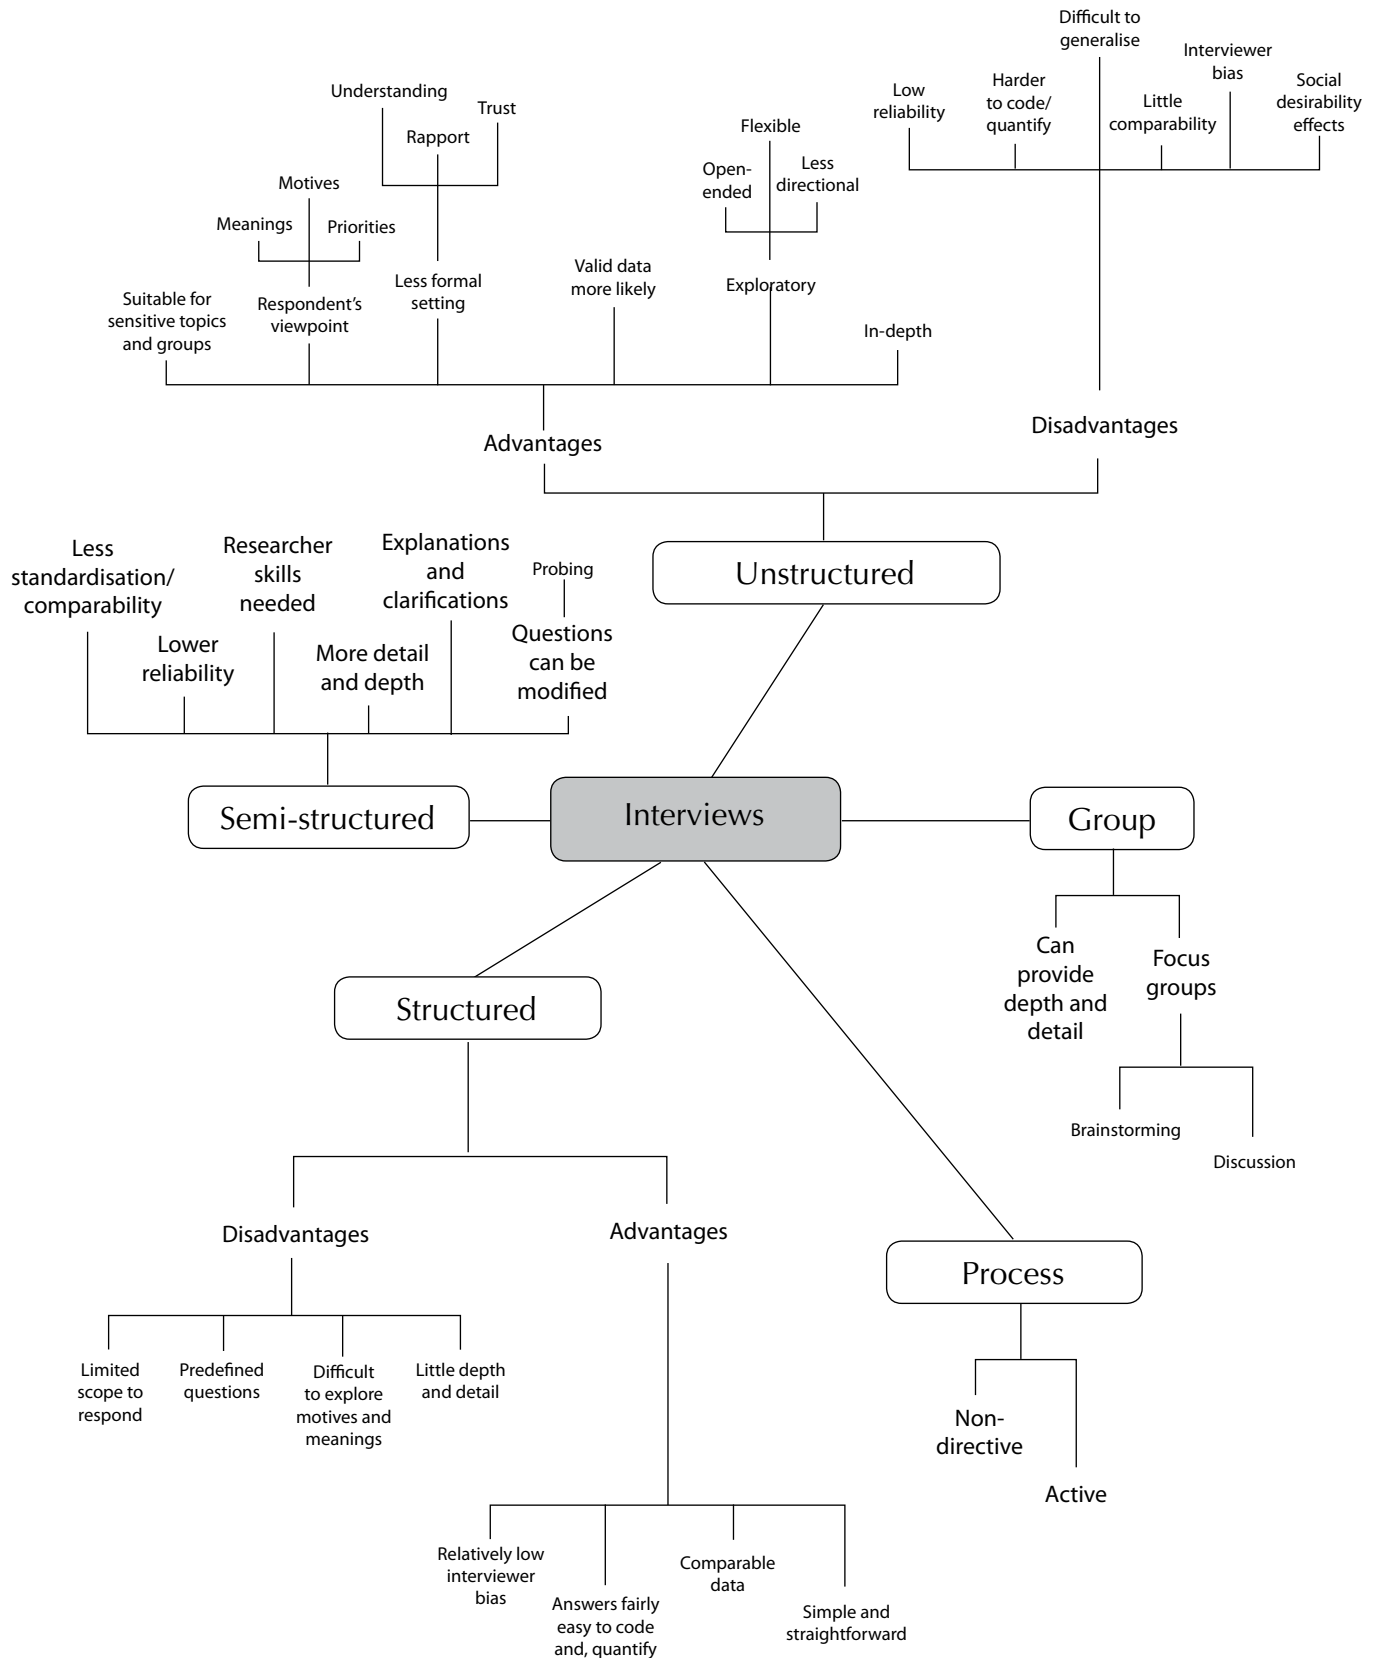 Difficult to
generalise
Interviewer
bias
Social
desirability
effects
Low
reliability
Harder
to code/
quantify
Little
comparability
Understanding
Trust
Rapport
Flexible
Open-
ended
Less
directional
Motives
Meanings
Priorities
Suitable for
sensitive topics
and groups
Respondent’s
viewpoint
Less formal
setting
Valid data
more likely
Exploratory
In-depth
Advantages
Disadvantages
Unstructured
Less
standardisation/
comparability
Lower
reliability
Researcher
skills
needed
More detail
and depth
Explanations
and
clarifications
Probing
Questions
can be
modified
Semi-structured
Interviews
Group
Can
provide
depth and
detail
Focus
groups
Brainstorming
Discussion
Structured
Disadvantages
Advantages
Limited
scope to
respond
Predefined
questions
Difficult
to explore
motives and
meanings
Little depth
and detail
Process
Non-
directive
Active
Relatively low
interviewer
bias
Answers fairly
easy to code
and, quantify
Comparable
data
Simple and
straightforward